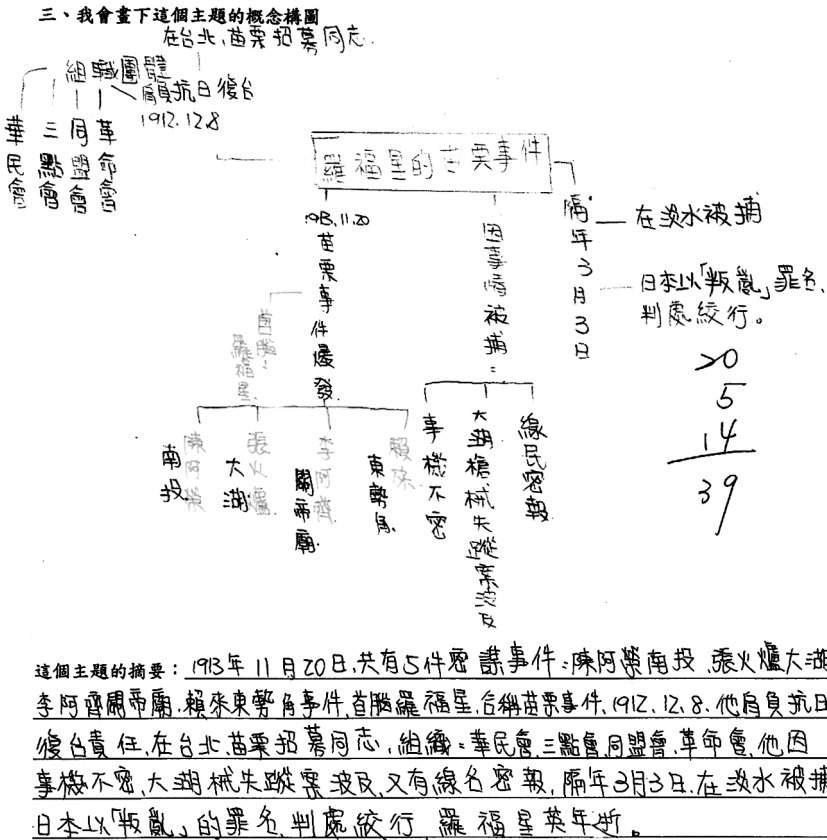 三、我會畫下這個主題的概念構圖
在台北、苗栗招募同志.
組職團體
肩負抗日復台
1912.12.8
華民會
三點會
同盟會
革命會
羅福星的苗栗事件
1913.11.20
苗栗事件爆發
首腦:
羅福星
南投
陳阿榮
大湖
張火爐
關帝廟
李阿齊
東勢角
賴來
因事情被捕:
事機不密
大湖槍械失蹤案波及
線民密報
隔年3月3日
在淡水被捕
日本以「叛亂」罪名,
判處絞行。
20
5
14
39
這個主題的摘要:1913年11月20日,共有5件密謀事件:陳阿榮南投、張火爐大湖
李阿齊關帝廟、賴來東勢角事件,首腦羅福星,合稱苗栗事件,1912.12.8.他肩負抗日
復台責任,在台北、苗栗招募同志,組織:華民會、三點會、同盟會、革命會,他因
事機不密,大湖械失蹤案波及,又有線名密報,隔年3月3日,在淡水被捕
日本以「叛亂」的罪名,判處絞行 羅福星英年逝。